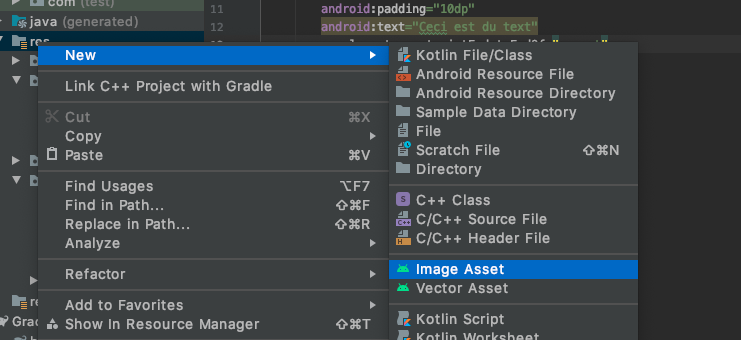 com (test)
java (generated)
res
11 android:padding="10dp"
12 android:text="Ceci est du text"
New
Link C++ Project with Gradle
Cut ⌘X
Copy
Paste ⌘V
Find Usages ⌥F7
Find in Path... ⇧⌘F
Replace in Path... ⇧⌘R
Analyze
Refactor
Add to Favorites
Show In Resource Manager ⇧⌘T
Kotlin File/Class
Android Resource File
Android Resource Directory
Sample Data Directory
File
Scratch File ⇧⌘N
Directory
C++ Class
C/C++ Source File
C/C++ Header File
Image Asset
Vector Asset
Kotlin Script
Kotlin Worksheet
re
Grad